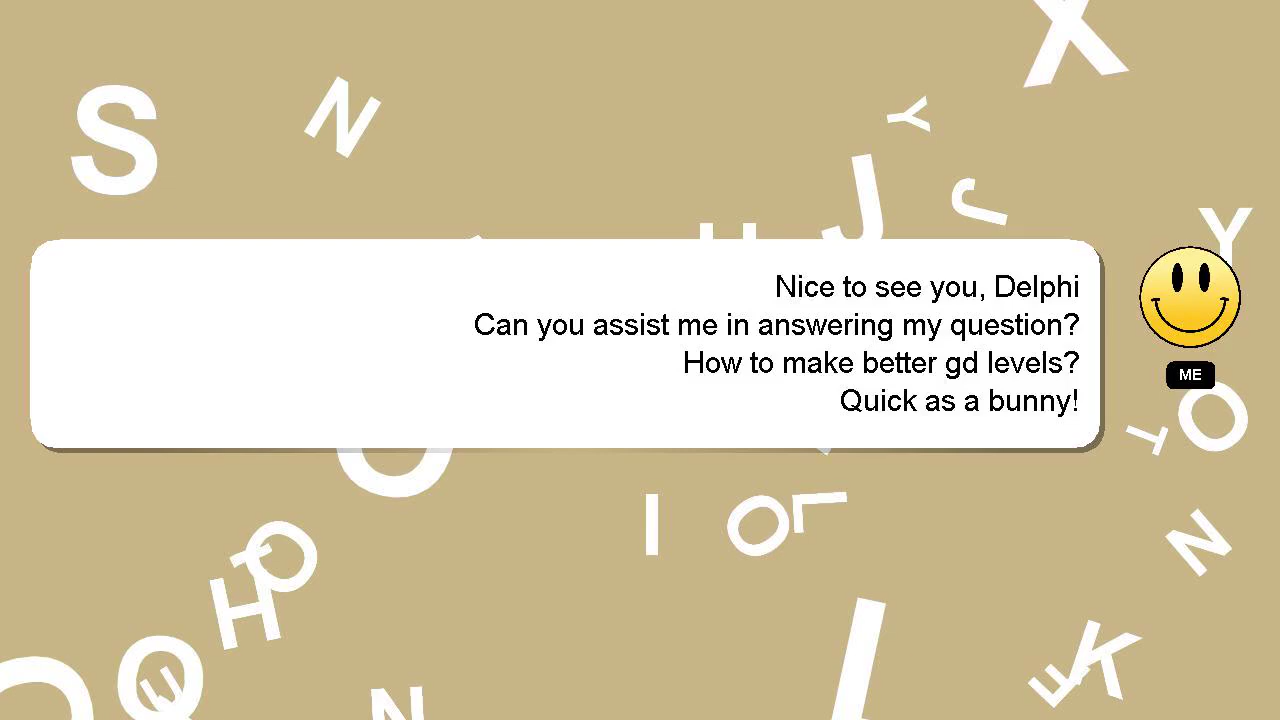 Nice to see you, Delphi
Can you assist me in answering my question?
How to make better gd levels?
Quick as a bunny!
ME
S
N
X
Y
J
J
Y
O
T
I
O
L
N
O
T
H
O
K
E
N